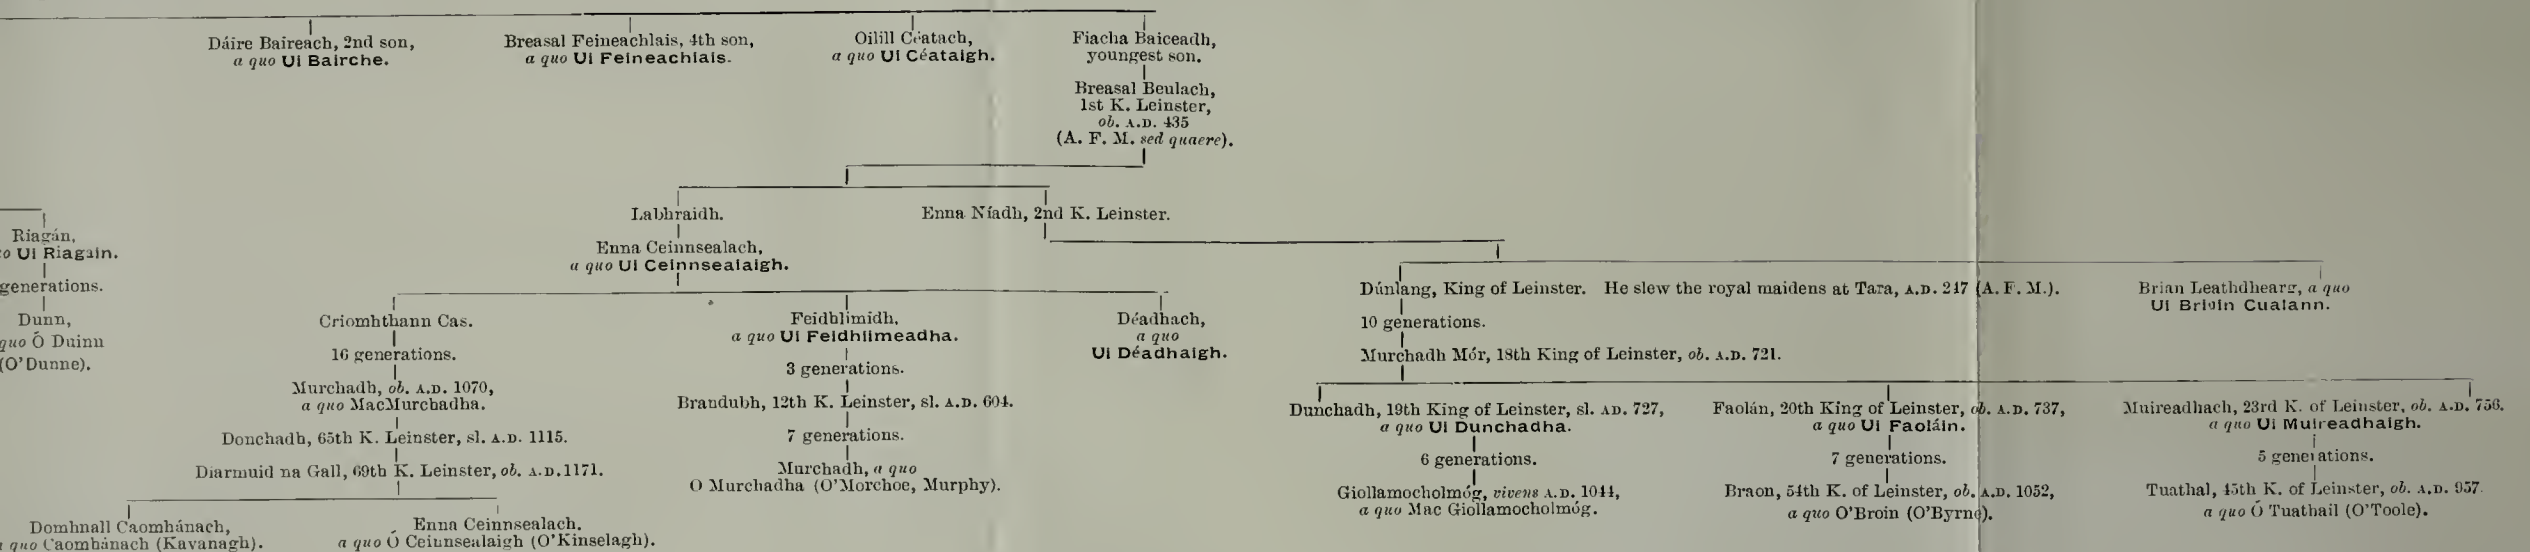 Dáire Baireach, 2nd son,
a quo Ui Bairche.
Breasal Feineachlais, 4th son,
a quo Ui Feineachlais.
Oilill Céatach,
a quo Ui Céataigh.
Fiacha Baiceadh,
youngest son.
Breasal Beulach,
1st K. Leinster,
ob. A.D. 435
(A. F. M. sed quaere).
Labhraidh.
Enna Níadh, 2nd K. Leinster.
Riagán,
o Ui Riagain.
generations.
Dunn,
quo Ó Duinn
(O'Dunne).
Enna Ceinnsealach,
a quo Ui Ceinnsealaigh.
Criomhthann Cas.
16 generations.
Murchadh, ob. A.D. 1070,
a quo MacMurchadha.
Donchadh, 65th K. Leinster, sl. A.D. 1115.
Diarmuid na Gall, 69th K. Leinster, ob. A.D. 1171.
Domhnall Caomhánach,
a quo Caomhánach (Kavanagh).
Enna Ceinnsealach,
a quo Ó Ceinnsealaigh (O'Kinselagh).
Feidhlimidh,
a quo Ui Feidhlimeadha.
3 generations.
Brandubh, 12th K. Leinster, sl. A.D. 604.
7 generations.
Murchadh, a quo
O Murchadha (O'Morchoe, Murphy).
Déadhach,
a quo
Ui Déadhaigh.
Dúnlang, King of Leinster. He slew the royal maidens at Tara, A.D. 247 (A. F. M.).
10 generations.
Murchadh Mór, 18th King of Leinster, ob. A.D. 721.
Brian Leathdhearg, a quo
Ui Briuin Cualann.
Dunchadh, 19th King of Leinster, sl. AD. 727,
a quo Ui Dunchadha.
6 generations.
Giollamocholmóg, vivens A.D. 1044,
a quo Mac Giollamocholmóg.
Faolán, 20th King of Leinster, ob. A.D. 737,
a quo Ui Faoláin.
7 generations.
Braon, 54th K. of Leinster, ob. A.D. 1052,
a quo O'Broin (O'Byrne).
Muireadhach, 23rd K. of Leinster, ob. A.D. 756.
a quo Ui Muireadhaigh.
5 generations.
Tuathal, 45th K. of Leinster, ob. A.D. 957.
a quo Ó Tuathail (O'Toole).